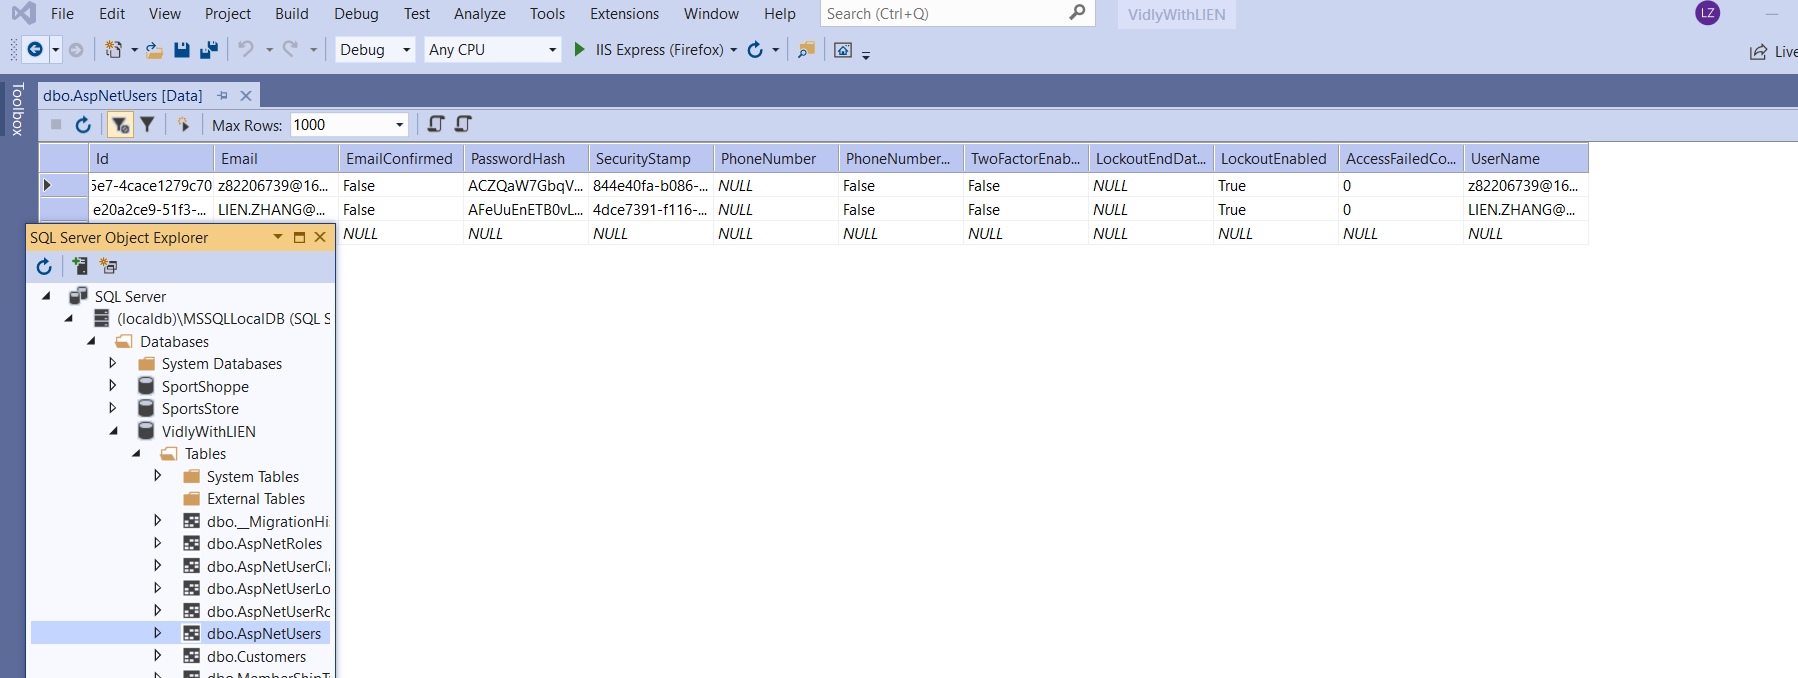 File Edit View Project Build Debug Test Analyze Tools Extensions Window Help Search (Ctrl+Q) VidlyWithLIEN LZ
Debug Any CPU IIS Express (Firefox) Live
Toolbox
dbo.AspNetUsers [Data]
Max Rows: 1000
Id Email EmailConfirmed PasswordHash SecurityStamp PhoneNumber PhoneNumber... TwoFactorEnab... LockoutEndDat... LockoutEnabled AccessFailedCo... UserName
5e7-4cace1279c70 z82206739@16... False ACZQaW7GbqV... 844e40fa-b086-... NULL False False NULL True 0 z82206739@16...
e20a2ce9-51f3-... LIEN.ZHANG@... False AFeUuEnETB0vL... 4dce7391-f116-... NULL False False NULL True 0 LIEN.ZHANG@...
NULL NULL NULL NULL NULL NULL NULL NULL NULL NULL
SQL Server Object Explorer
SQL Server
(localdb)\MSSQLLocalDB (SQL S
Databases
System Databases
SportShoppe
SportsStore
VidlyWithLIEN
Tables
System Tables
External Tables
dbo.__MigrationHi
dbo.AspNetRoles
dbo.AspNetUserCl
dbo.AspNetUserLo
dbo.AspNetUserRo
dbo.AspNetUsers
dbo.Customers
dbo.MemberShipT